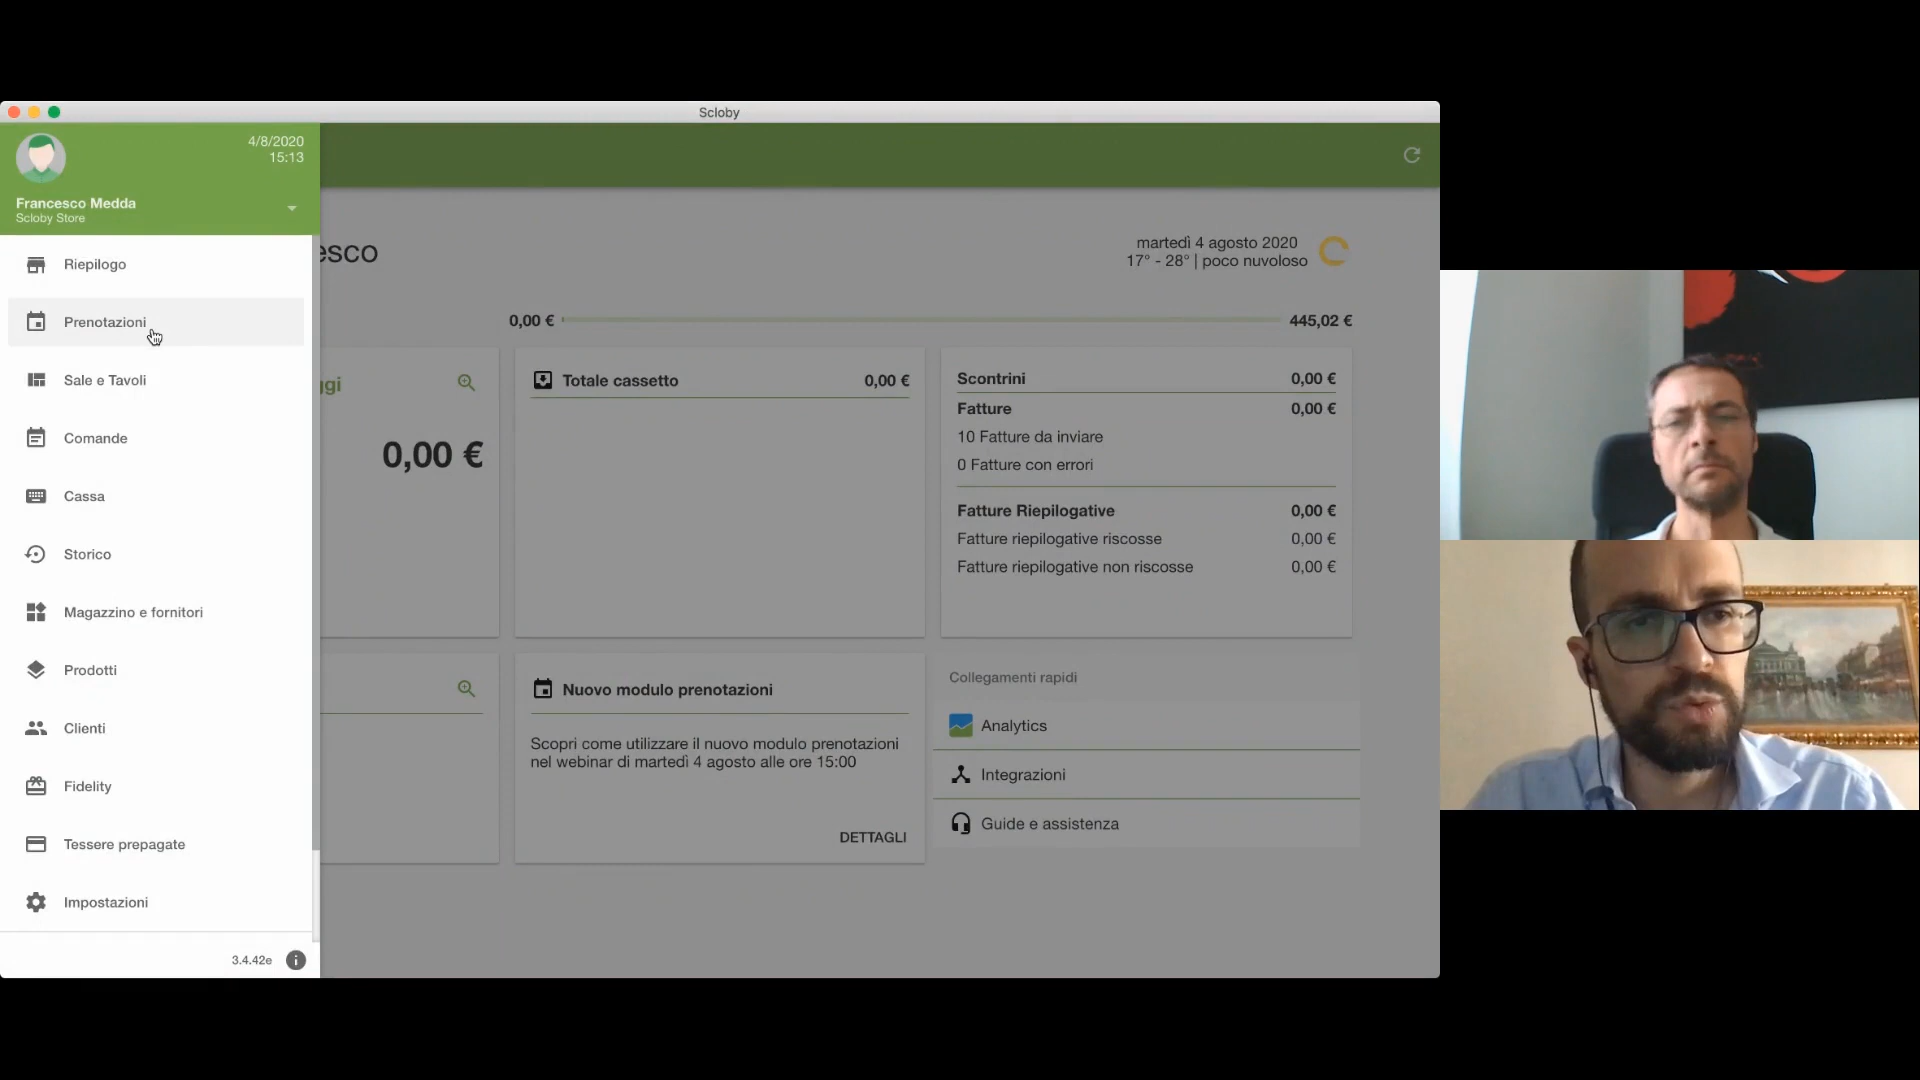 Scloby
4/8/2020
15:13
Francesco Medda
Scloby Store
Riepilogo
Prenotazioni
Sale e Tavoli
Comande
Cassa
Storico
Magazzino e fornitori
Prodotti
Clienti
Fidelity
Tessere prepagate
Impostazioni
3.4.42e
esco
martedì 4 agosto 2020
17° - 28° | poco nuvoloso
0,00 €
445,02 €
ggi
0,00 €
Totale cassetto 0,00 €
Scontrini 0,00 €
Fatture 0,00 €
10 Fatture da inviare
0 Fatture con errori
Fatture Riepilogative 0,00 €
Fatture riepilogative riscosse 0,00 €
Fatture riepilogative non riscosse 0,00 €
Nuovo modulo prenotazioni
Scopri come utilizzare il nuovo modulo prenotazioni
nel webinar di martedì 4 agosto alle ore 15:00
DETTAGLI
Collegamenti rapidi
Analytics
Integrazioni
Guide e assistenza